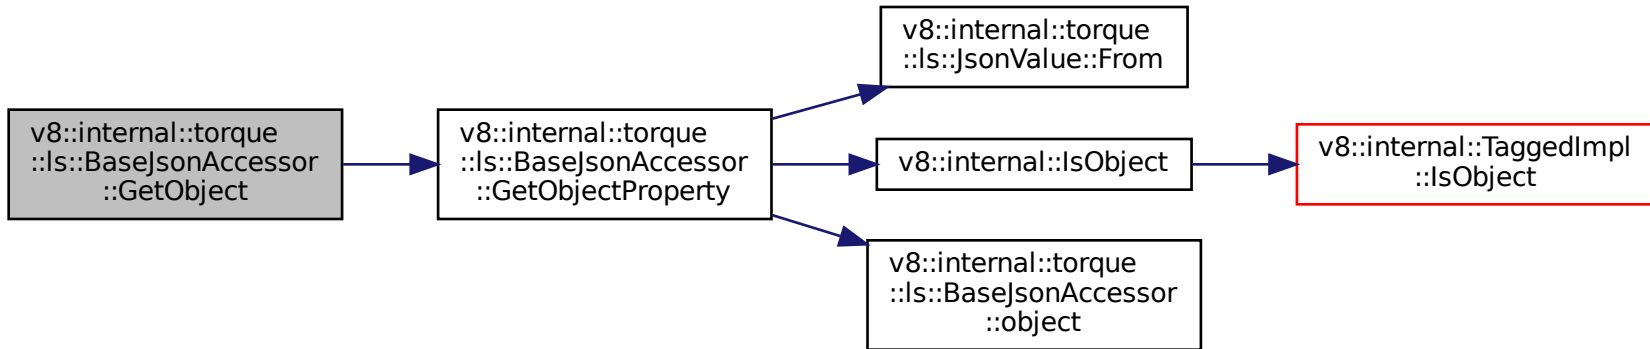 v8::internal::torque
::ls::BaseJsonAccessor
::GetObject
v8::internal::torque
::ls::BaseJsonAccessor
::GetObjectProperty
v8::internal::torque
::ls::JsonValue::From
v8::internal::IsObject
v8::internal::TaggedImpl
::IsObject
v8::internal::torque
::ls::BaseJsonAccessor
::object